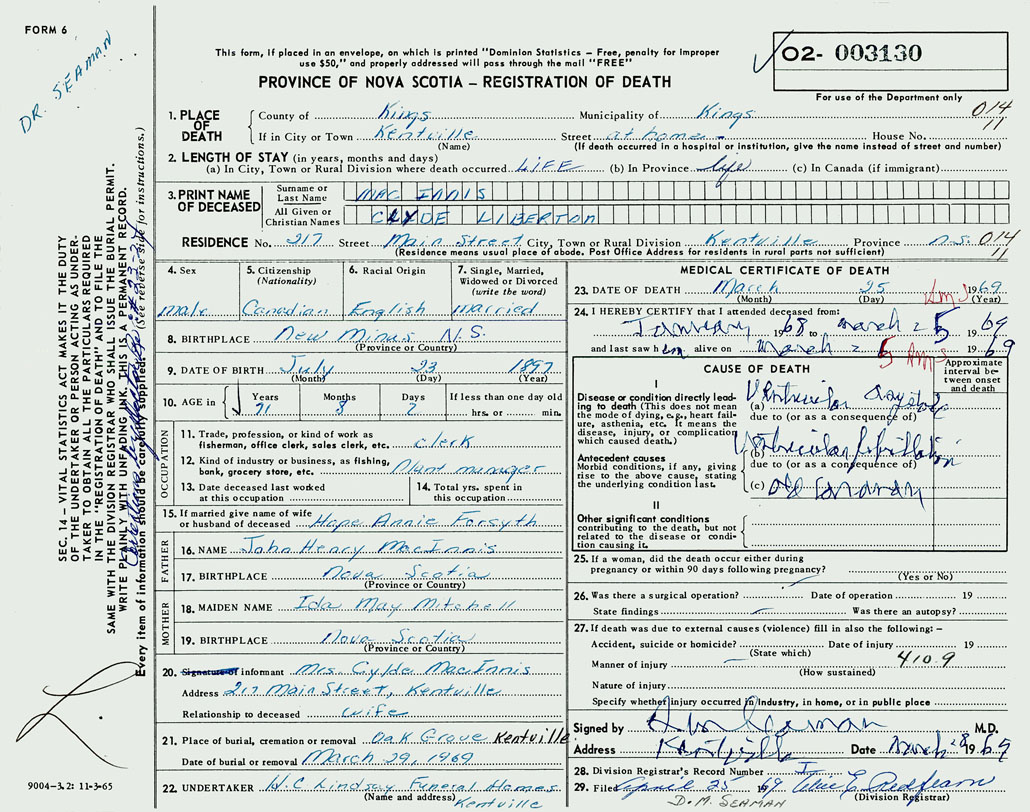 FORM 6
DR. SEAMAN
This form, if placed in an envelope, on which is printed "Dominion Statistics – Free, penalty for Improper
use $50," and properly addressed will pass through the mail "FREE"
PROVINCE OF NOVA SCOTIA – REGISTRATION OF DEATH
02- 003130
For use of the Department only
SEC. 14 – VITAL STATISTICS ACT MAKES IT THE DUTY
OF THE UNDERTAKER OR PERSON ACTING AS UNDER-
TAKER TO OBTAIN ALL THE PARTICULARS REQUIRED
IN THE "REGISTRATION OF DEATH" AND TO FILE THE
SAME WITH THE DIVISION REGISTRAR WHO SHALL ISSUE THE BURIAL PERMIT.
WRITE PLAINLY WITH UNFADING INK. THIS IS A PERMANENT RECORD.
Every item of information should be carefully supplied. (See reverse side for instructions.)
1. PLACE OF DEATH County of Kings Municipality of Kings 014
If in City or Town Kentville Street at home – House No. 11
(Name) (If death occurred in a hospital or institution, give the name instead of street and number)
2. LENGTH OF STAY (in years, months and days)
(a) In City, Town or Rural Division where death occurred LIFE (b) In Province life (c) In Canada (if immigrant)
3. PRINT NAME OF DECEASED Surname or Last Name MAC INNIS
All Given or Christian Names CLYDE LIBERTON
RESIDENCE No. 217 Street Main Street City, Town or Rural Division Kentville Province N.S. 014
(Residence means usual place of abode. Post Office Address for residents in rural parts not sufficient) 11
4. Sex 5. Citizenship (Nationality) 6. Racial Origin 7. Single, Married, Widowed or Divorced (write the word)
male Canadian English married
8. BIRTHPLACE New Minus N.S.
(Province or Country)
9. DATE OF BIRTH July 23 1897
(Month) (Day) (Year)
10. AGE in Years Months Days If less than one day old
71 8 2 hrs. or min.
OCCUPATION
11. Trade, profession, or kind of work as
fisherman, office clerk, sales clerk, etc. clerk
12. Kind of industry or business, as fishing,
bank, grocery store, etc. Plant manager
13. Date deceased last worked
at this occupation
14. Total yrs. spent in
this occupation
15. If married give name of wife
or husband of deceased Hope Annie Forsyth
FATHER
16. NAME John Henry MacInnis
17. BIRTHPLACE Nova Scotia
(Province or Country)
MOTHER
18. MAIDEN NAME Ida May Mitchell
19. BIRTHPLACE Nova Scotia
(Province or Country)
20. Signature of informant Mrs. Cylde MacInnis
Address 217 Main Street, Kentville
Relationship to deceased wife
21. Place of burial, cremation or removal Oak Grove Kentville
Date of burial or removal March 29, 1969
22. UNDERTAKER W.C. Lindsay Funeral Homes
(Name and address) Kentville
MEDICAL CERTIFICATE OF DEATH
23. DATE OF DEATH March 25 1969
(Month) (Day) (Year)
24. I HEREBY CERTIFY that I attended deceased from:
January 1968 to March 25 1969
and last saw him alive on March 25 1969
CAUSE OF DEATH
Approximate
interval be-
tween onset
and death
I
Disease or condition directly lead-
ing to death (This does not mean
the mode of dying, e.g., heart fail-
ure, asthenia, etc. It means the
disease, injury, or complication
which caused death.)
(a) Ventricular
due to (or as a consequence of)
Antecedent causes
Morbid conditions, if any, giving
rise to the above cause, stating
the underlying condition last.
(b) Ventricular fibrillation
due to (or as a consequence of)
(c) Old
II
Other significant conditions
contributing to the death, but not
related to the disease or condi-
tion causing it.
25. If a woman, did the death occur either during
pregnancy or within 90 days following pregnancy?
(Yes or No)
26. Was there a surgical operation? Date of operation 19
State findings — Was there an autopsy?
27. If death was due to external causes (violence) fill in also the following: –
Accident, suicide or homicide? Date of injury 19
(State which) 410.9
Manner of injury —
(How sustained)
Nature of injury
Specify whether injury occurred in Industry, in home, or in public place
Signed by Seaman M.D.
Address Kentville Date March 28 1969
28. Division Registrar's Record Number
29. Filed April 25 1969 Redfearn
(Division Registrar)
D. M. SEAMAN
9004-3.2: 11-3-65